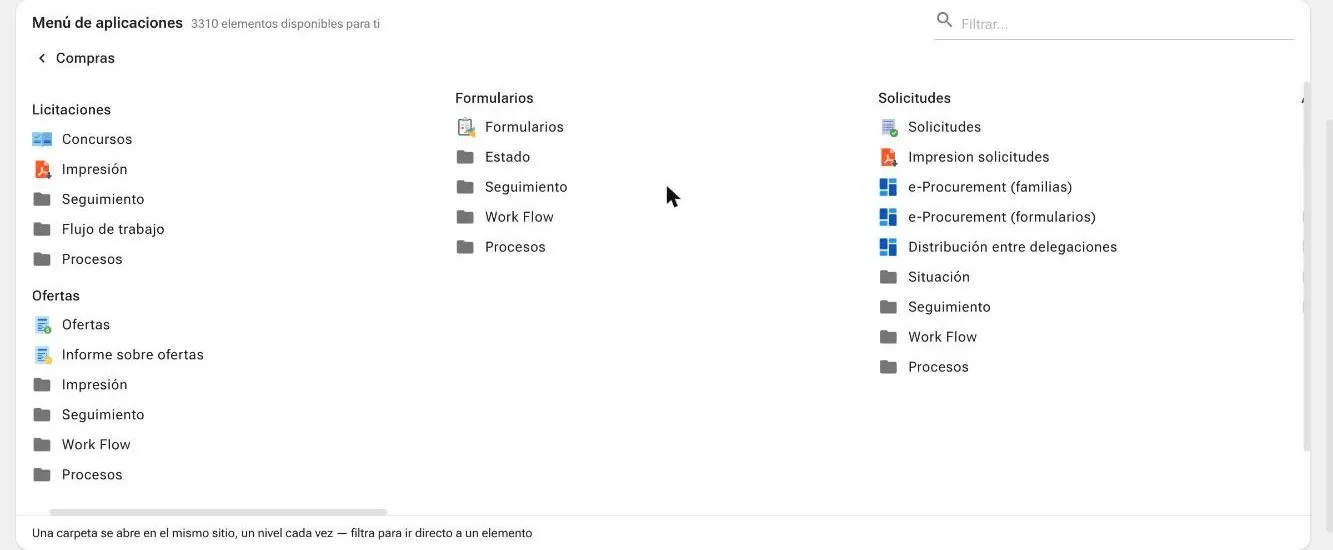 Menú de aplicaciones 3310 elementos disponibles para ti
Filtrar...
Compras
Licitaciones
Concursos
Impresión
Seguimiento
Flujo de trabajo
Procesos
Ofertas
Ofertas
Informe sobre ofertas
Impresión
Seguimiento
Work Flow
Procesos
Formularios
Formularios
Estado
Seguimiento
Work Flow
Procesos
Solicitudes
Solicitudes
Impresion solicitudes
e-Procurement (familias)
e-Procurement (formularios)
Distribución entre delegaciones
Situación
Seguimiento
Work Flow
Procesos
Una carpeta se abre en el mismo sitio, un nivel cada vez — filtra para ir directo a un elemento